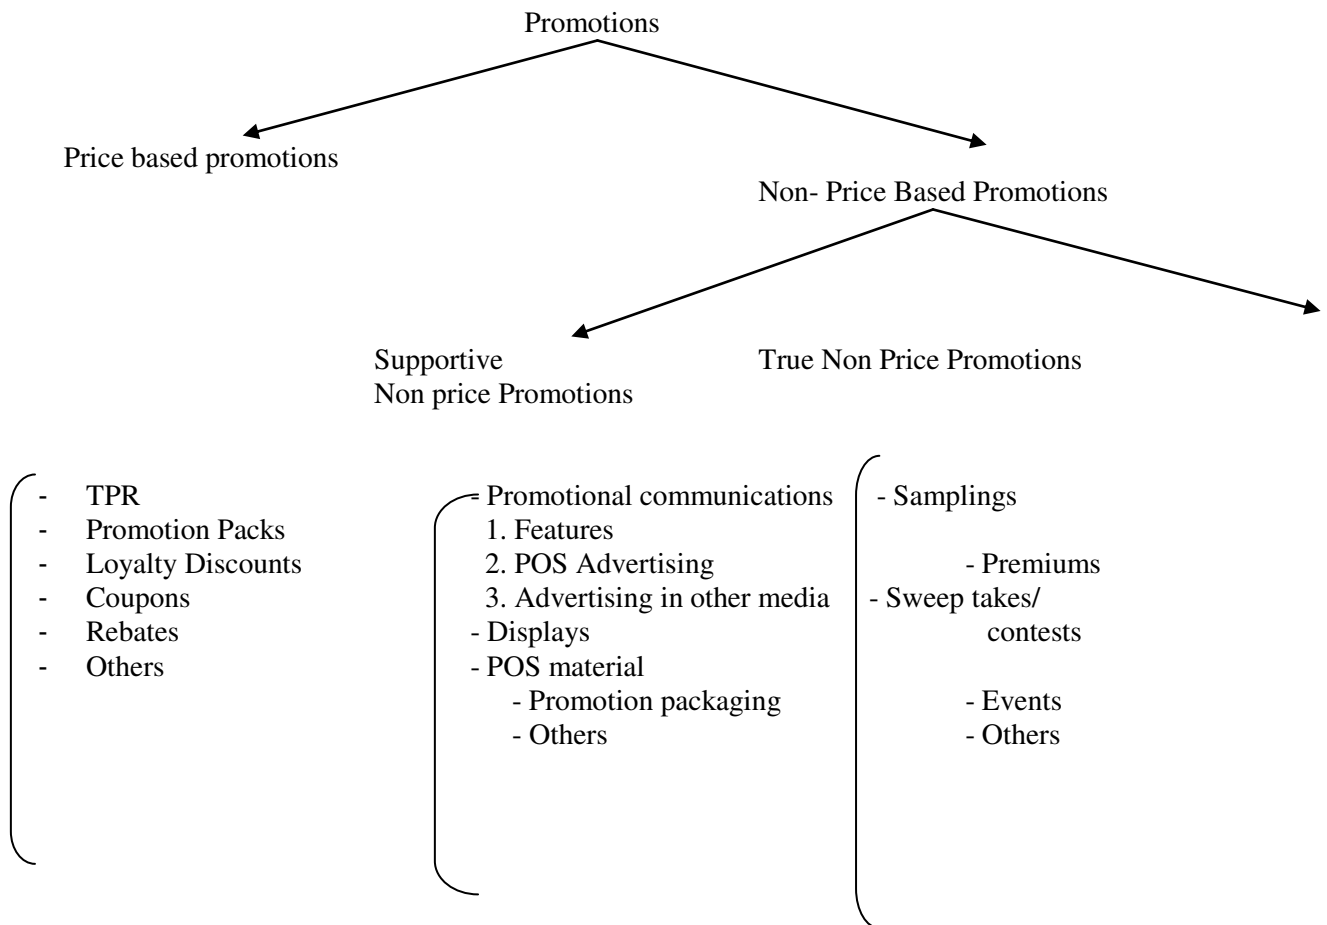 Promotions
Price based promotions
Non- Price Based Promotions
Supportive
Non price Promotions
True Non Price Promotions
- TPR
- Promotion Packs
- Loyalty Discounts
- Coupons
- Rebates
- Others
- Promotional communications
1. Features
2. POS Advertising
3. Advertising in other media
- Displays
- POS material
- Promotion packaging
- Others
- Samplings
- Premiums
- Sweep takes/
contests
- Events
- Others